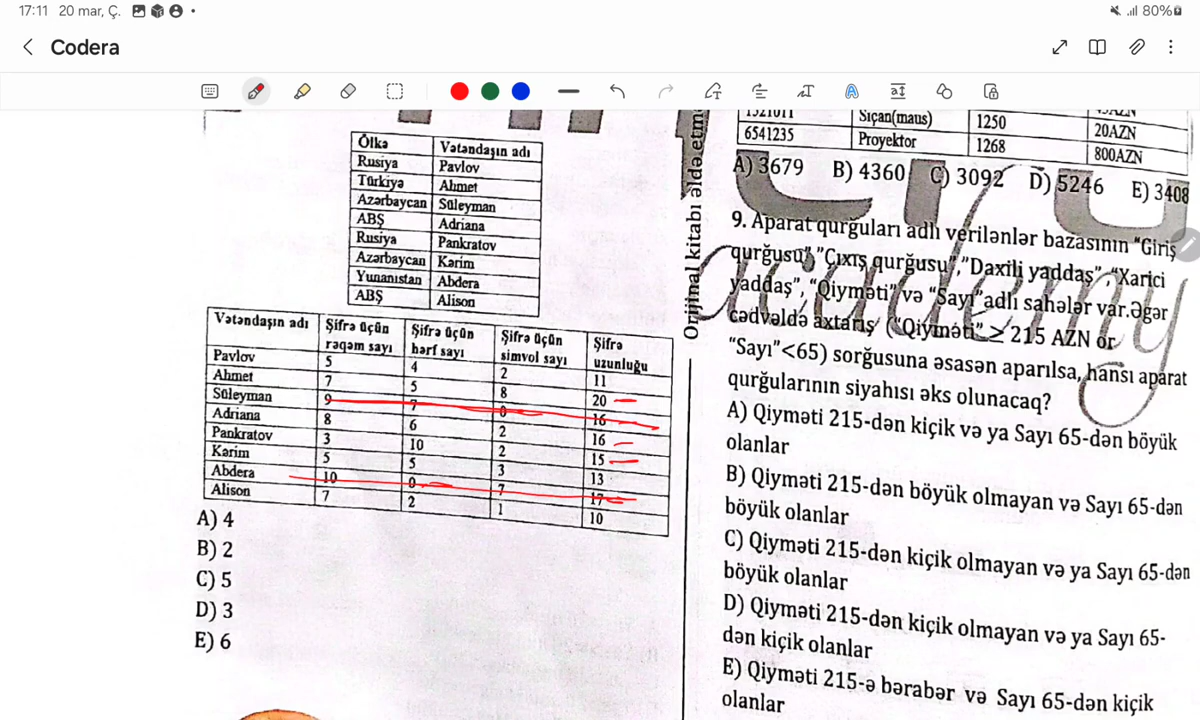 17:11 20 mar, Ç.
80%
Codera
Ölkə Vətəndaşın adı
Rusiya Pavlov
Türkiyə Ahmet
Azərbaycan Süleyman
ABŞ Adriana
Rusiya Pankratov
Azərbaycan Kərim
Yunanıstan Abdera
ABŞ Alison
Vətəndaşın adı Şifrə üçün rəqəm sayı Şifrə üçün hərf sayı Şifrə üçün simvol sayı Şifrə uzunluğu
Pavlov 5 4 2 11
Ahmet 7 5 8 20
Süleyman 9 7 0 16
Adriana 8 6 2 16
Pankratov 3 10 2 15
Kərim 5 5 3 13
Abdera 10 0 7 17
Alison 7 2 1 10
A) 4
B) 2
C) 5
D) 3
E) 6
Orijinal kitabı əldə etmə
1321011 Sıçan(maus) 1250
6541235 Proyektor 1268 20AZN
800AZN
A) 3679 B) 4360 C) 3092 D) 5246 E) 3408
academy
9. Aparat qurğuları adlı verilənlər bazasının “Giriş
qurğusu”,”Çıxış qurğusu”,”Daxili yaddaş”,“Xarici
yaddaş”, “Qiyməti” və “Sayı”adlı sahələr var.Əgər
cədvəldə axtarış (“Qiyməti” ≥ 215 AZN or
“Sayı”<65) sorğusuna əsasən aparılsa, hansı aparat
qurğularının siyahısı əks olunacaq?
A) Qiyməti 215-dən kiçik və ya Sayı 65-dən böyük
olanlar
B) Qiyməti 215-dən böyük olmayan və Sayı 65-dən
böyük olanlar
C) Qiyməti 215-dən kiçik olmayan və ya Sayı 65-dən
böyük olanlar
D) Qiyməti 215-dən kiçik olmayan və ya Sayı 65-
dən kiçik olanlar
E) Qiyməti 215-ə bərabər və Sayı 65-dən kiçik
olanlar